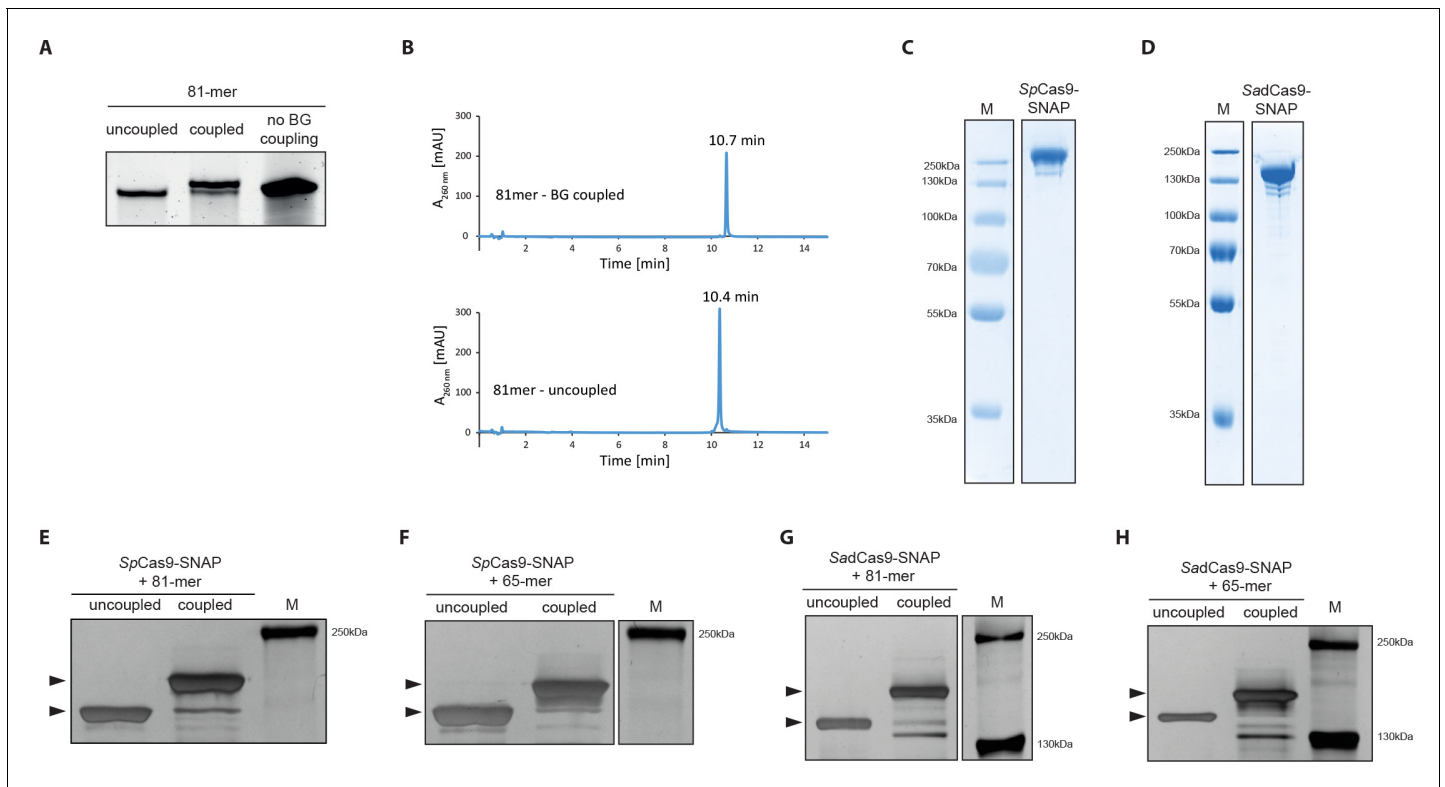 A
81-mer
uncoupled coupled no BG coupling
B
300
200
100
0
A260 nm [mAU]
10.7 min
81mer - BG coupled
2 4 6 8 10 12 14
Time [min]
300
200
100
0
A260 nm [mAU]
10.4 min
81mer - uncoupled
2 4 6 8 10 12 14
Time [min]
C
M
SpCas9-
SNAP
250kDa
130kDa
100kDa
70kDa
55kDa
35kDa
D
M
SadCas9-
SNAP
250kDa
130kDa
100kDa
70kDa
55kDa
35kDa
E
SpCas9-SNAP
+ 81-mer
uncoupled coupled M
250kDa
F
SpCas9-SNAP
+ 65-mer
uncoupled coupled M
250kDa
G
SadCas9-SNAP
+ 81-mer
uncoupled coupled M
250kDa
130kDa
H
SadCas9-SNAP
+ 65-mer
uncoupled coupled M
250kDa
130kDa